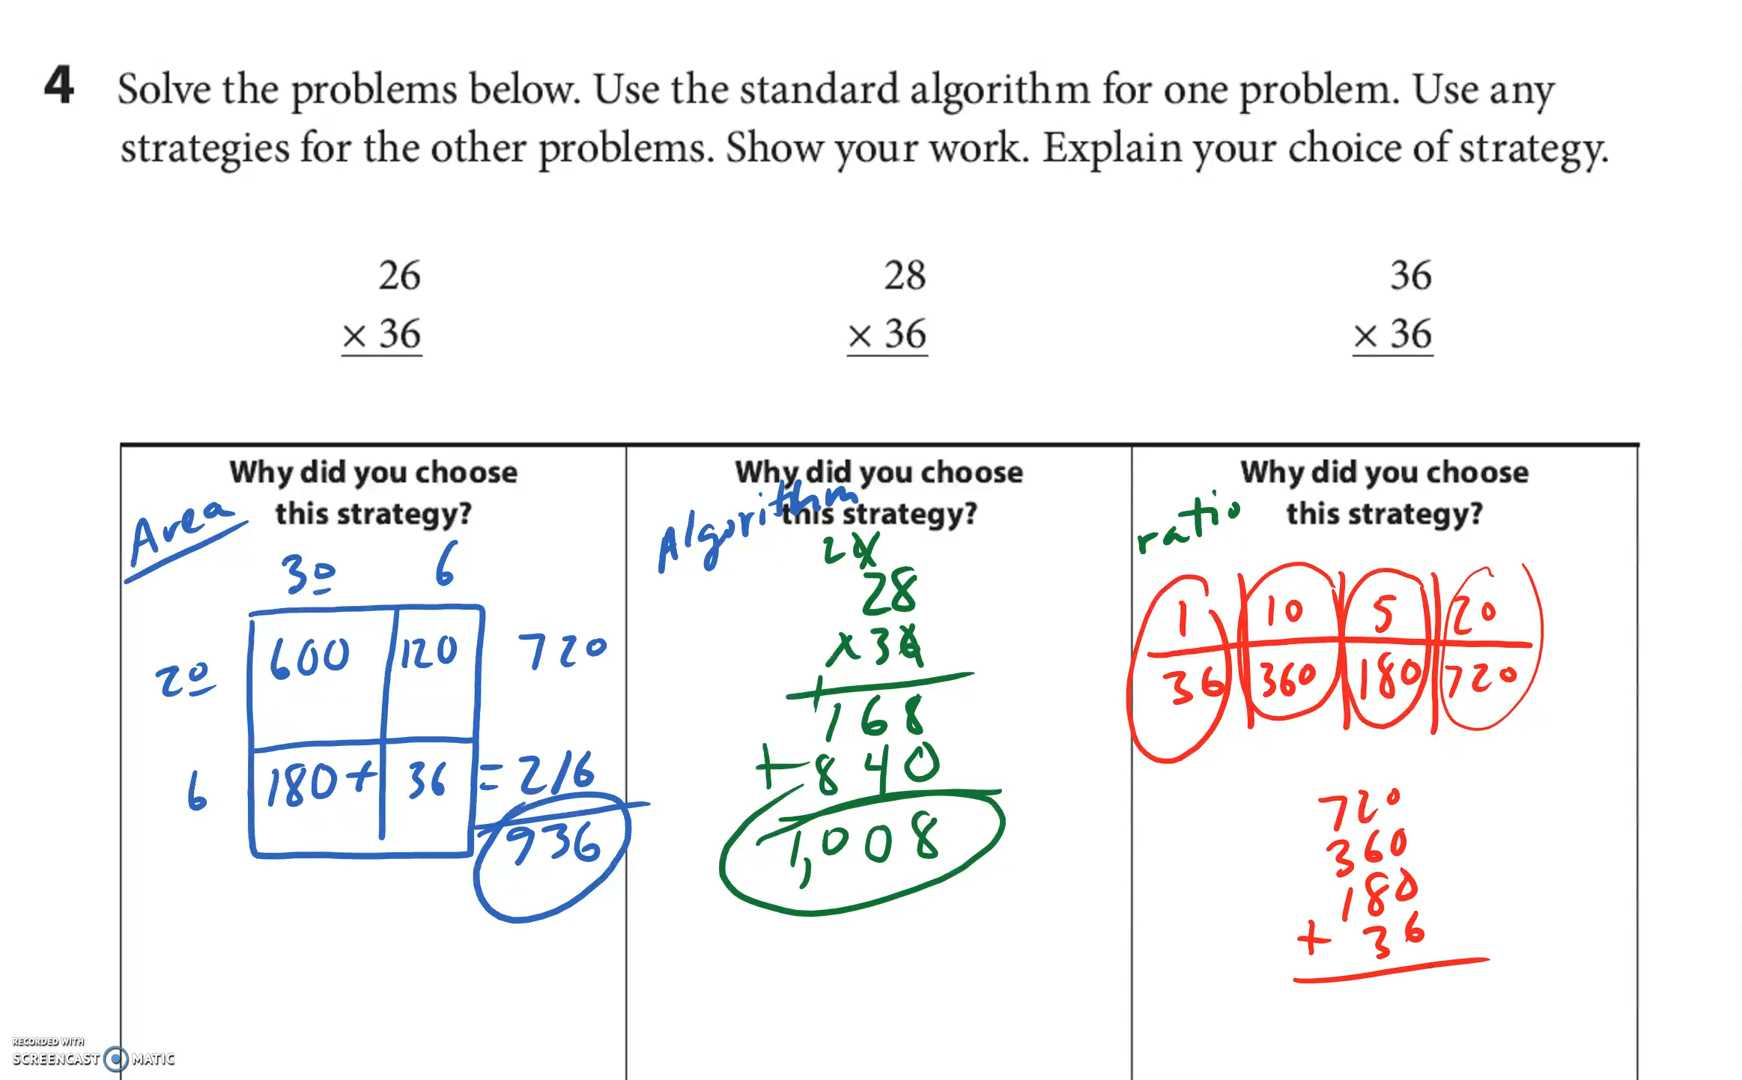 4 Solve the problems below. Use the standard algorithm for one problem. Use any
strategies for the other problems. Show your work. Explain your choice of strategy.
26
× 36
28
× 36
36
× 36
Why did you choose
this strategy?
Area
30 6
20 600 120 720
6 180 + 36 = 216
936
Why did you choose
this strategy?
Algorithm
24
28
×36
168
+ 840
1,008
Why did you choose
this strategy?
ratio
1 10 5 20
36 360 180 720
720
360
180
+ 36
RECORDED WITH
SCREENCAST MATIC